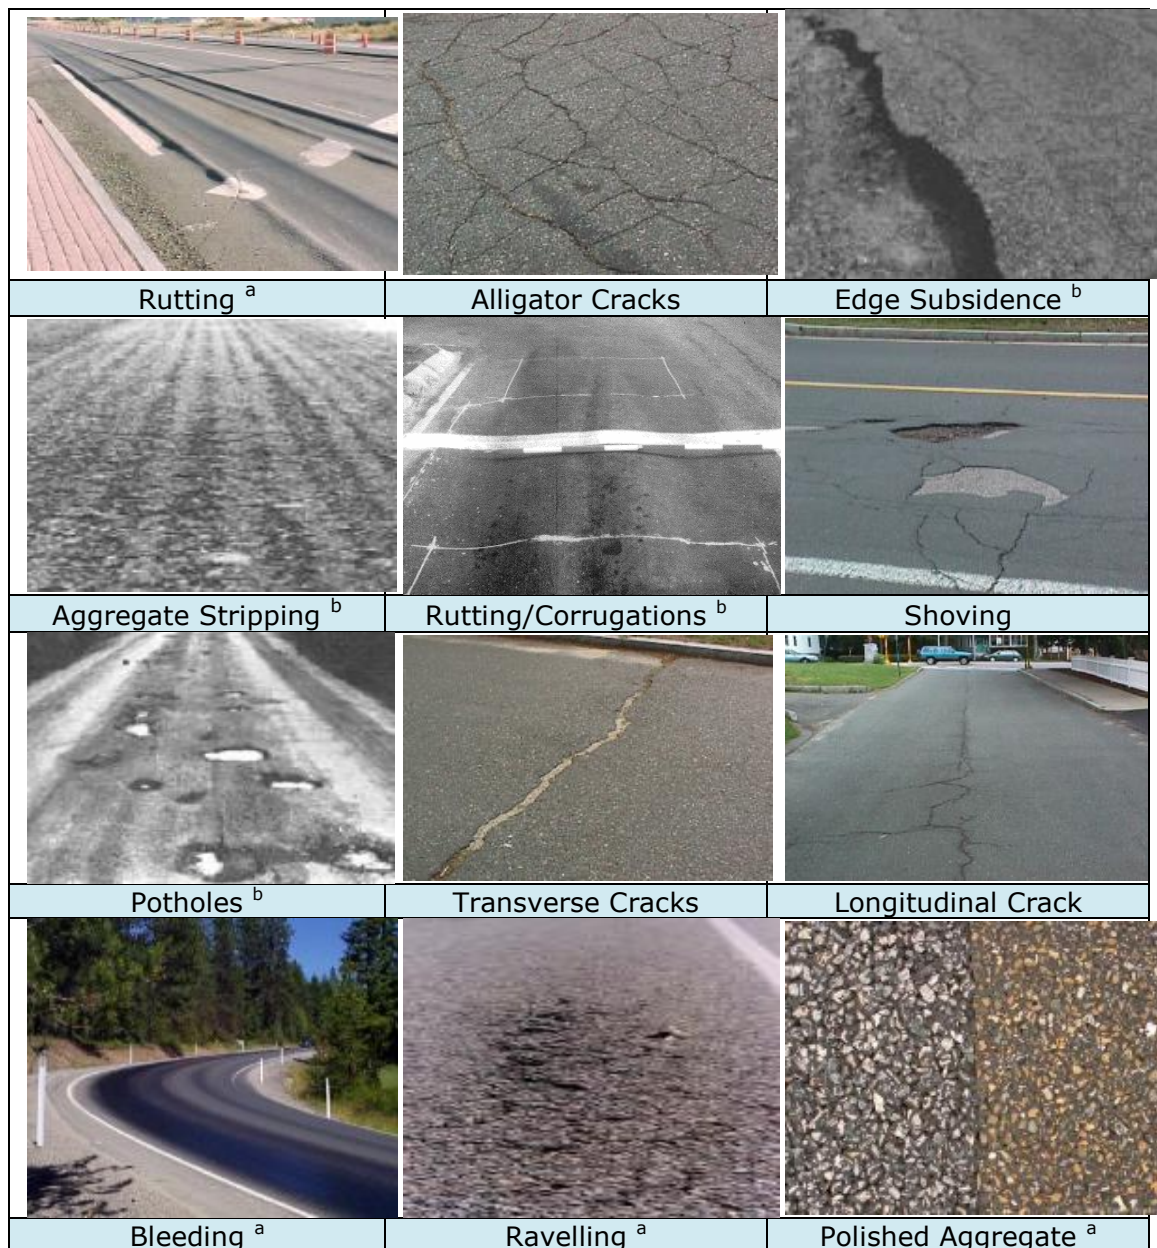 Rutting ᵃ
Alligator Cracks
Edge Subsidence ᵇ
Aggregate Stripping ᵇ
Rutting/Corrugations ᵇ
Shoving
Potholes ᵇ
Transverse Cracks
Longitudinal Crack
Bleeding ᵃ
Ravelling ᵃ
Polished Aggregate ᵃ